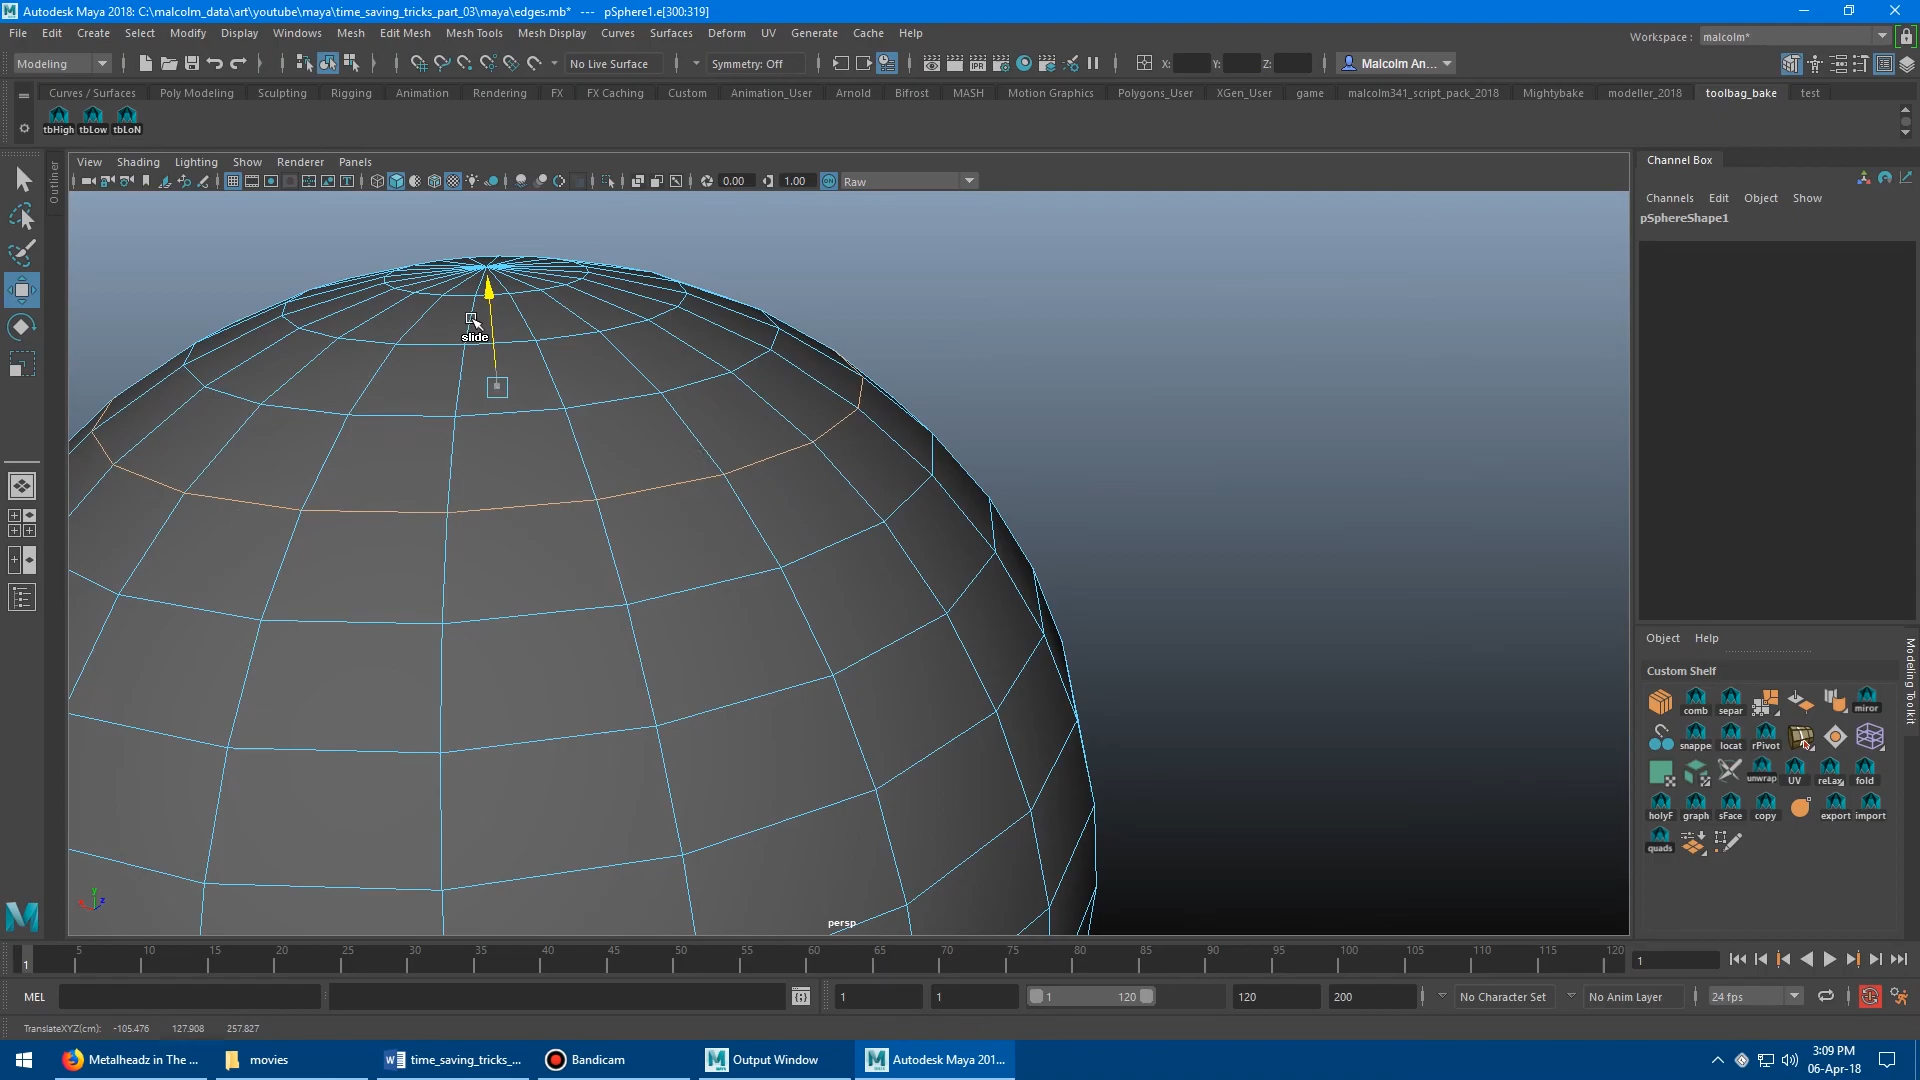 Autodesk Maya 2018: C:\malcolm_data\art\youtube\maya\time_saving_tricks_part_03\maya\edges.mb* --- pSphere1.e[300:319]
File Edit Create Select Modify Display Windows Mesh Edit Mesh Mesh Tools Mesh Display Curves Surfaces Deform UV Generate Cache Help
Workspace : malcolm*
Modeling No Live Surface Symmetry: Off IPR X: Y: Z: Malcolm An...
Curves / Surfaces Poly Modeling Sculpting Rigging Animation Rendering FX FX Caching Custom Animation_User Arnold Bifrost MASH Motion Graphics Polygons_User XGen_User game malcolm341_script_pack_2018 Mightybake modeller_2018 toolbag_bake test
tbHigh tbLow tbLoN
Outliner
View Shading Lighting Show Renderer Panels
0.00 1.00 ON Raw
slide
persp
y
z
Channel Box
Channels Edit Object Show
pSphereShape1
Object Help
Custom Shelf
comb separ miror
snappe locat rPivot
unwrap UV reLax fold
holyF graph sFace copy export import
quads
Modeling Toolkit
5 10 15 20 25 30 35 40 45 50 55 60 65 70 75 80 85 90 95 100 105 110 115 120
1 1
MEL 1 1 1 120 120 200 No Character Set No Anim Layer 24 fps
TranslateXYZ(cm): -105.476 127.908 257.827
Metalheadz in The ... movies time_saving_tricks_... Bandicam Output Window Autodesk Maya 201...
3:09 PM
06-Apr-18